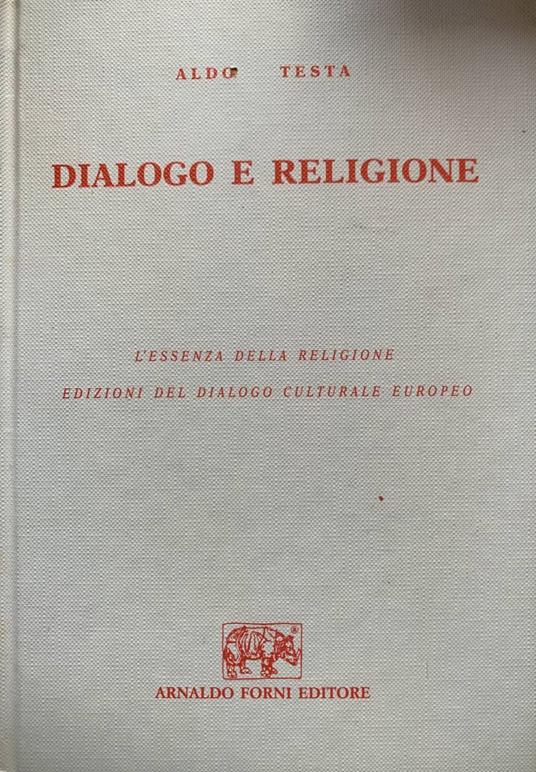 ALDO TESTA
DIALOGO E RELIGIONE
L'ESSENZA DELLA RELIGIONE
EDIZIONI DEL DIALOGO CULTURALE EUROPEO
ARNALDO FORNI EDITORE